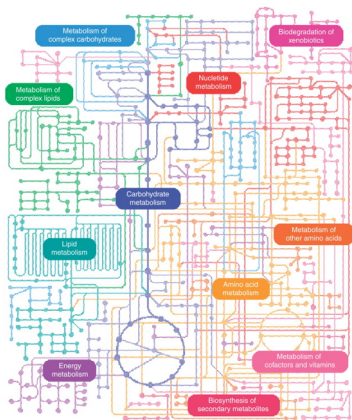 Metabolism of
complex carbohydrates
Biodegradation of
xenobiotics
Nucletide
metabolism
Metabolism of
complex lipids
Carbohydrate
metabolism
Metabolism of
other amino acids
Lipid
metabolism
Amino acid
metabolism
Energy
metabolism
Metabolism of
cofactors and vitamins
Biosynthesis of
secondary metabolites